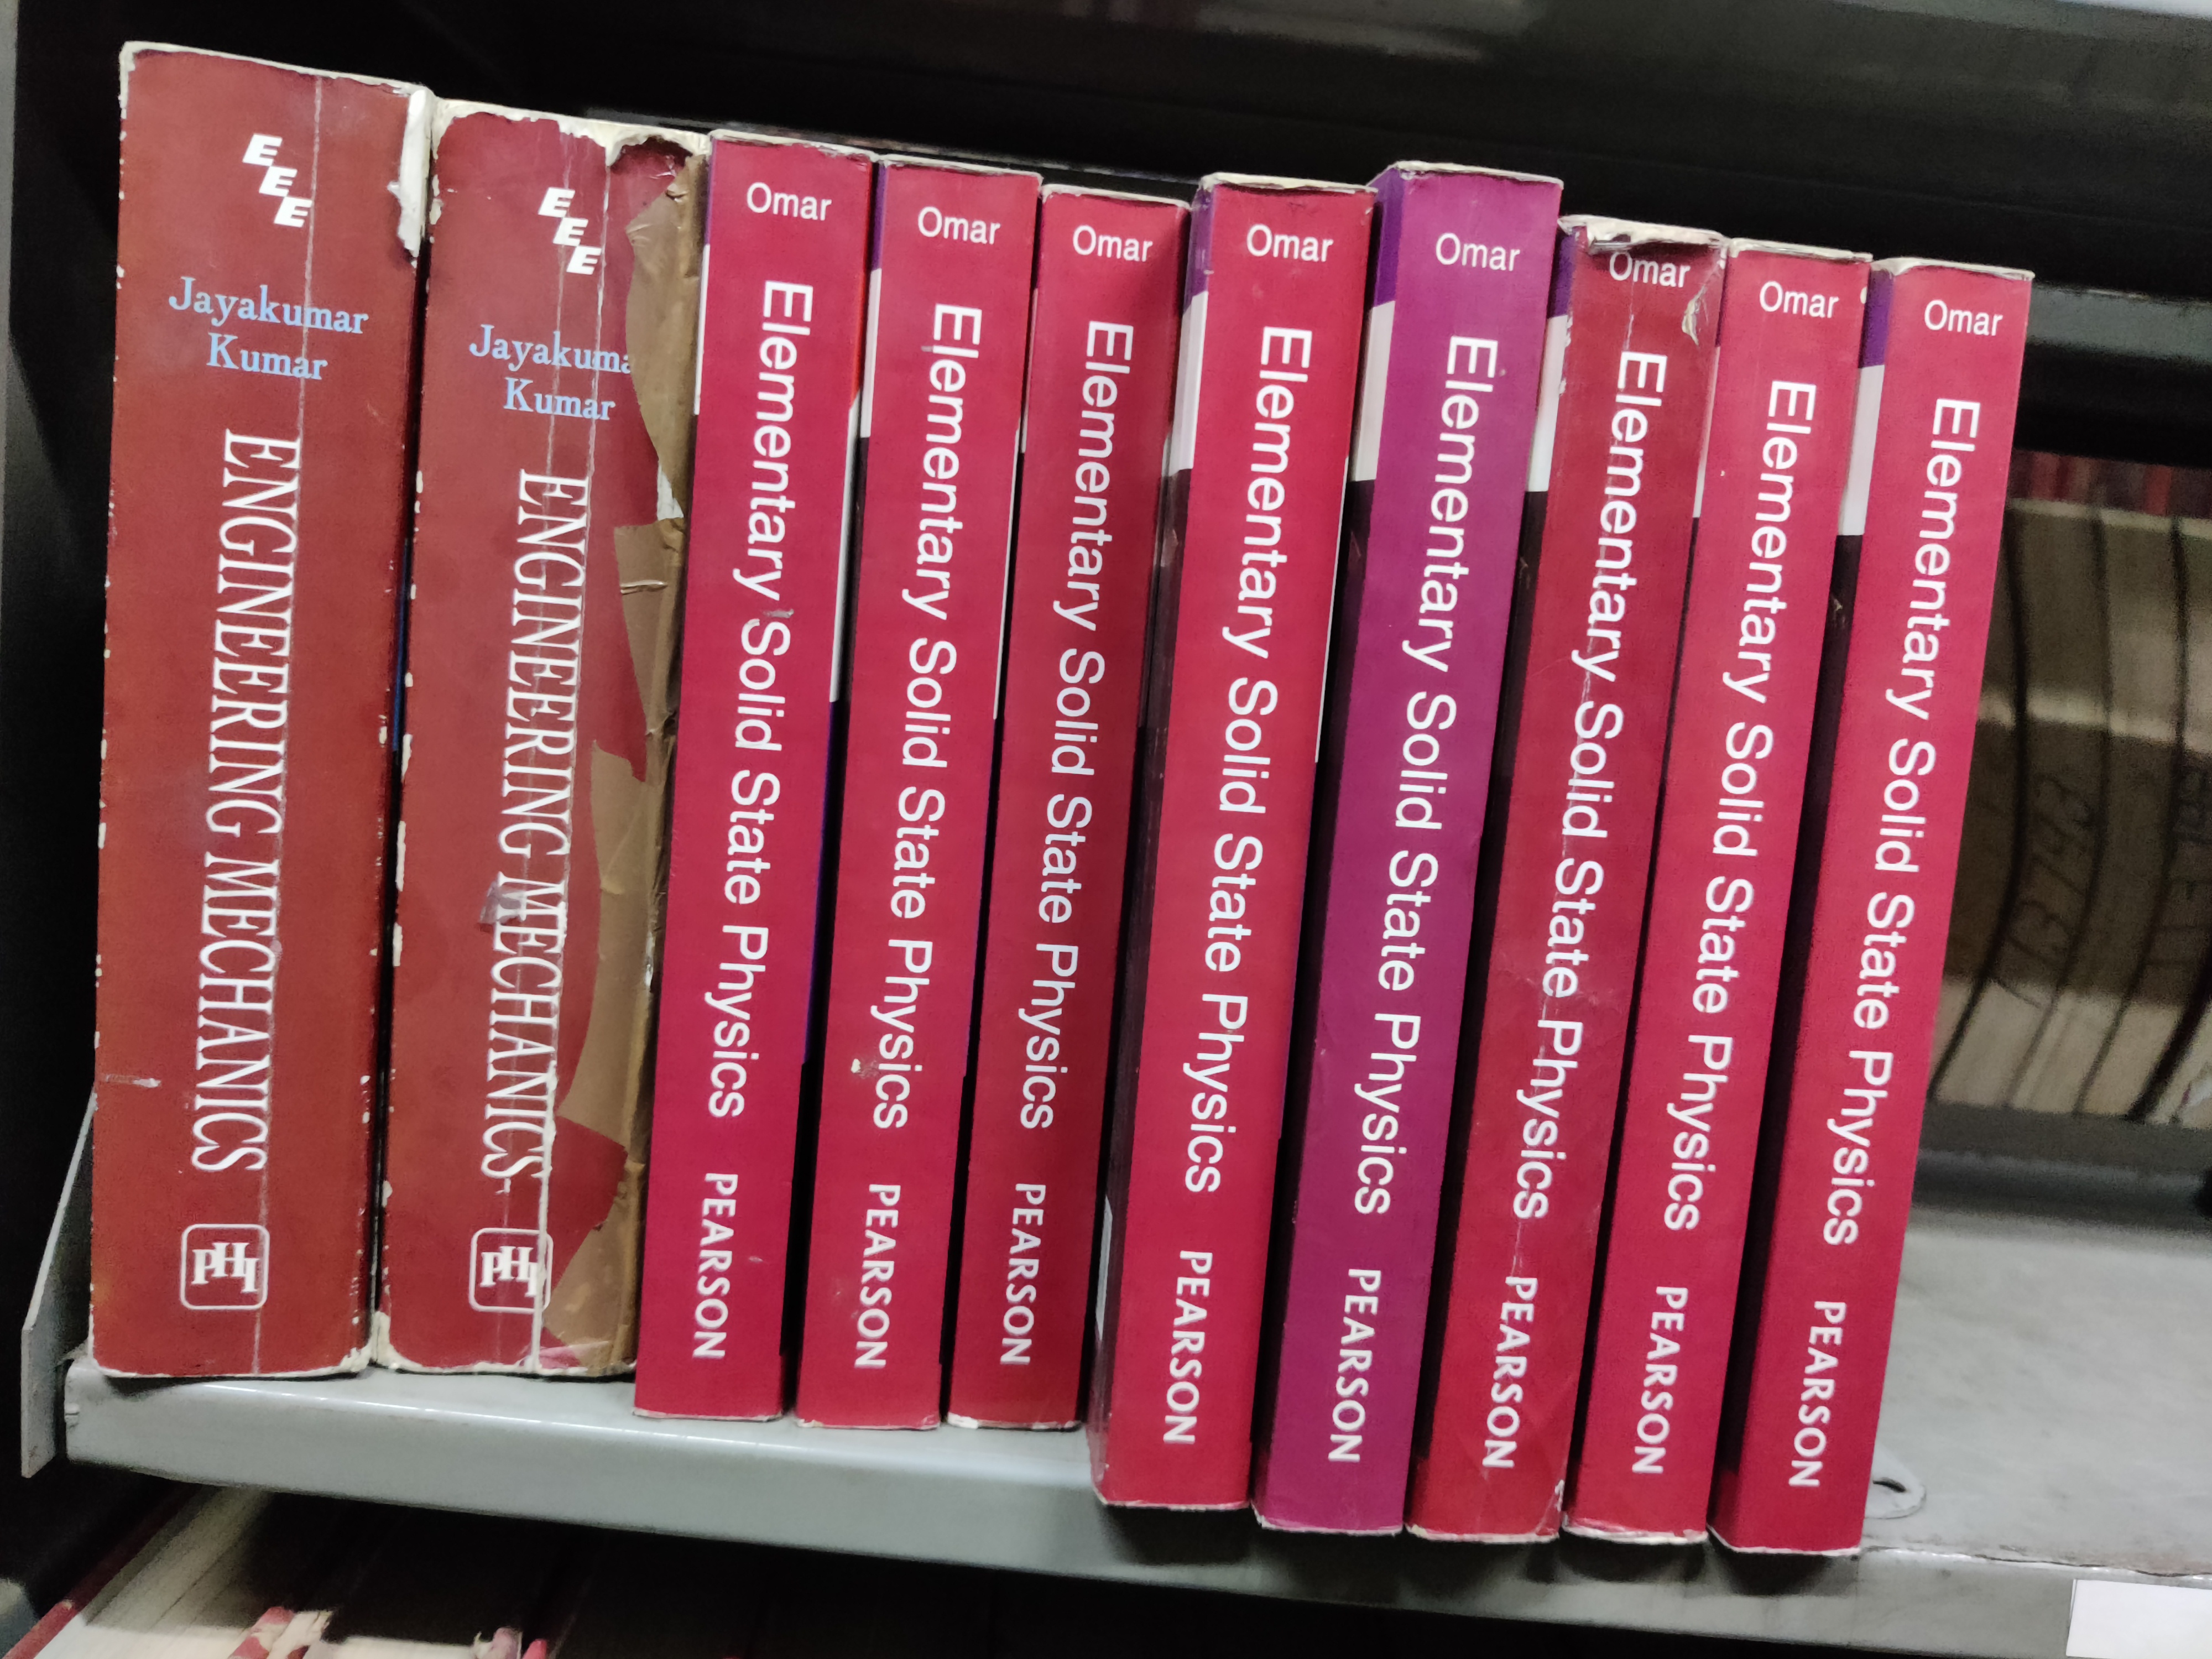 EEE
Jayakumar
Kumar
ENGINEERING MECHANICS
PHI
EEE
Jayakuma
Kumar
ENGINEERING MECHANICS
PHI
Omar
Elementary Solid State Physics
PEARSON
Omar
Elementary Solid State Physics
PEARSON
Omar
Elementary Solid State Physics
PEARSON
Omar
Elementary Solid State Physics
PEARSON
Omar
Elementary Solid State Physics
PEARSON
Omar
Elementary Solid State Physics
PEARSON
Omar
Elementary Solid State Physics
PEARSON
Omar
Elementary Solid State Physics
PEARSON